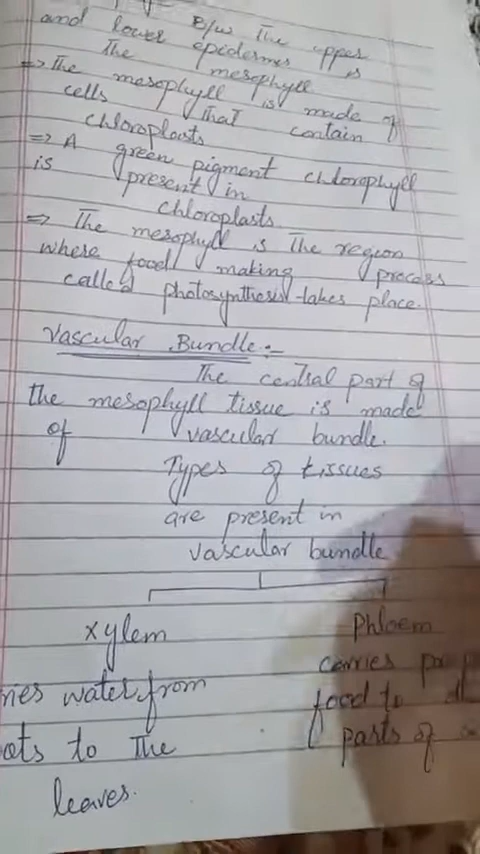 B/w The upper
and lower epidermis is
The mesophyll
⇒ The mesophyll is made of
cells that contain
chloroplasts
⇒ A green pigment chlorophyll
is present in
chloroplasts.
⇒ The mesophyll is The region
where food making process
called photosynthesis takes place.
Vascular Bundle:-
The central part of
the mesophyll tissue is made
of vascular bundle.
Types of tissues
are present in
vascular bundle
xylem Phloem
water from
to The
leaves.
carries
food to
parts of